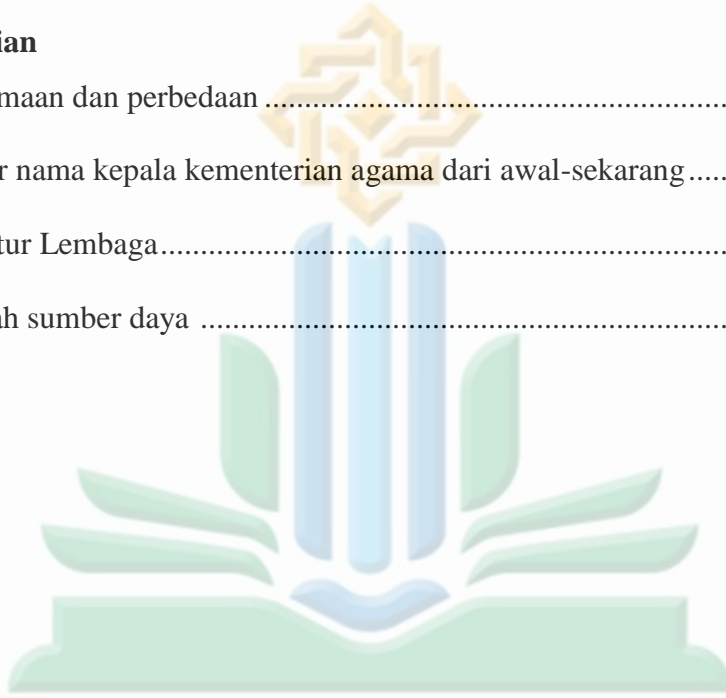 ian
maan dan perbedaan ............................................................
r nama kepala kementerian agama dari awal-sekarang .....
tur Lembaga.........................................................................
ah sumber daya ....................................................................